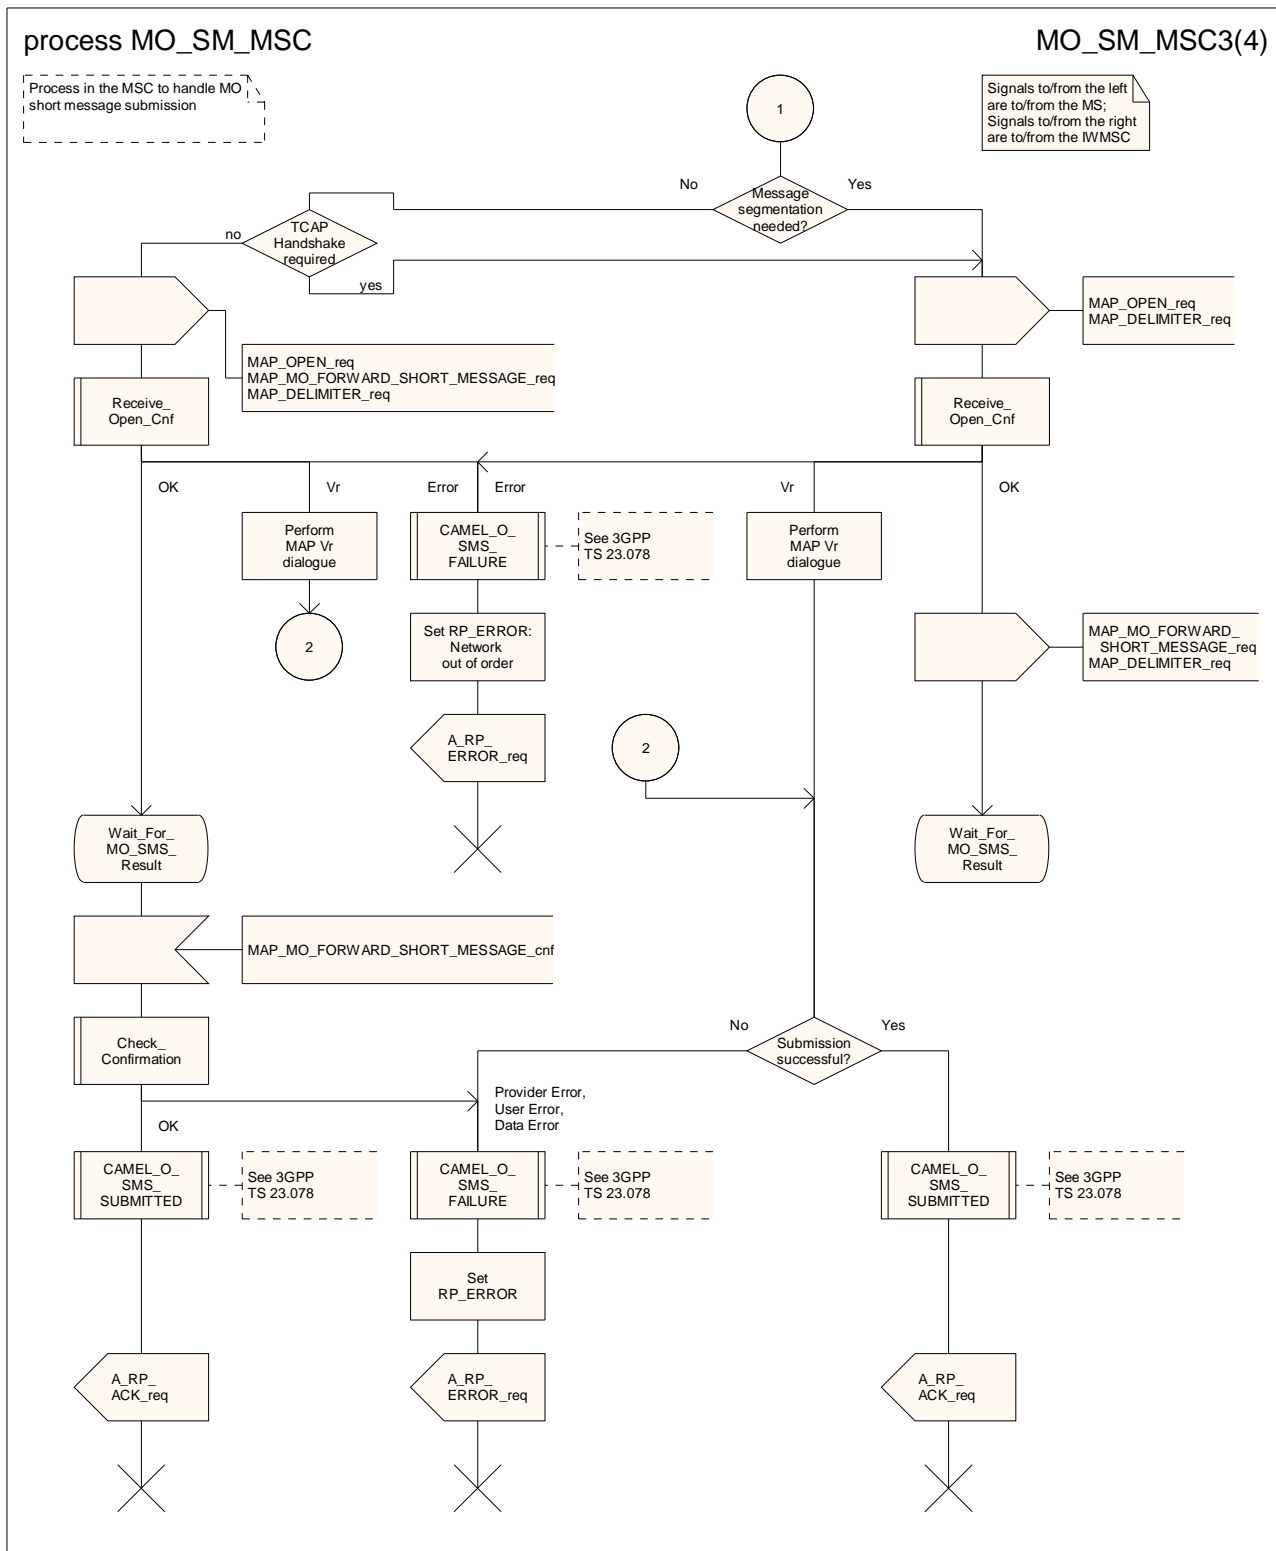 process MO_SM_MSC
MO_SM_MSC3(4)
Process in the MSC to handle MO
short message submission
1
Signals to/from the left
are to/from the MS;
Signals to/from the right
are to/from the IWMSC
No
Message
segmentation
needed?
Yes
no
TCAP
Handshake
required
yes
MAP_OPEN_req
MAP_DELIMITER_req
MAP_OPEN_req
MAP_MO_FORWARD_SHORT_MESSAGE_req
MAP_DELIMITER_req
Receive_
Open_Cnf
Receive_
Open_Cnf
OK
Vr
Error
Error
Vr
OK
Perform
MAP Vr
dialogue
CAMEL_O_
SMS_
FAILURE
See 3GPP
TS 23.078
Perform
MAP Vr
dialogue
2
Set RP_ERROR:
Network
out of order
MAP_MO_FORWARD_
SHORT_MESSAGE_req
MAP_DELIMITER_req
A_RP_
ERROR_req
2
Wait_For_
MO_SMS_
Result
Wait_For_
MO_SMS_
Result
MAP_MO_FORWARD_SHORT_MESSAGE_cnf
Check_
Confirmation
No
Submission
successful?
Yes
Provider Error,
User Error,
Data Error
OK
CAMEL_O_
SMS_
SUBMITTED
See 3GPP
TS 23.078
CAMEL_O_
SMS_
FAILURE
See 3GPP
TS 23.078
CAMEL_O_
SMS_
SUBMITTED
See 3GPP
TS 23.078
Set
RP_ERROR
A_RP_
ACK_req
A_RP_
ERROR_req
A_RP_
ACK_req